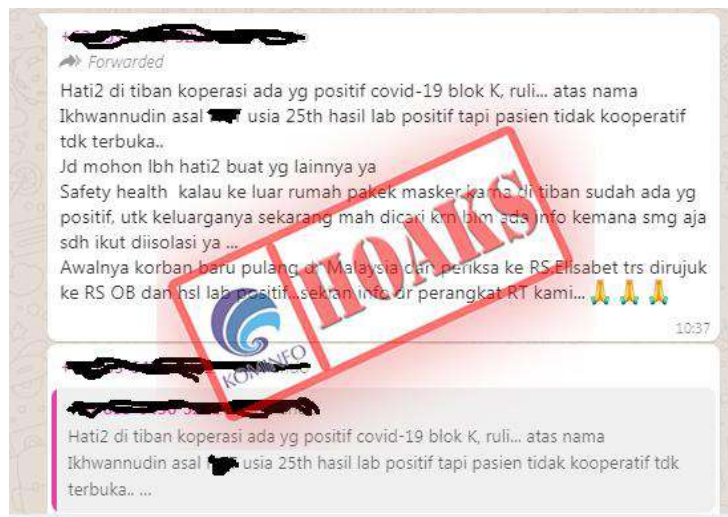 Forwarded
Hati2 di tiban koperasi ada yg positif covid-19 blok K, ruli... atas nama
Ikhwannudin asal usia 25th hasil lab positif tapi pasien tidak kooperatif
tdk terbuka..
Jd mohon lbh hati2 buat yg lainnya ya
Safety health kalau ke luar rumah pakek masker karna di tiban sudah ada yg
positif, utk keluarganya sekarang mah dicari krn blm ada info kemana smg aja
sdh ikut diisolasi ya ...
Awalnya korban baru pulang dr Malaysia dan periksa ke RS.Elisabet trs dirujuk
ke RS OB dan hsl lab positif..sekian info dr perangkat RT kami... 🙏 🙏 🙏
10:37
HOAKS
KOMINFO
Hati2 di tiban koperasi ada yg positif covid-19 blok K, ruli... atas nama
Ikhwannudin asal usia 25th hasil lab positif tapi pasien tidak kooperatif tdk
terbuka.. ...